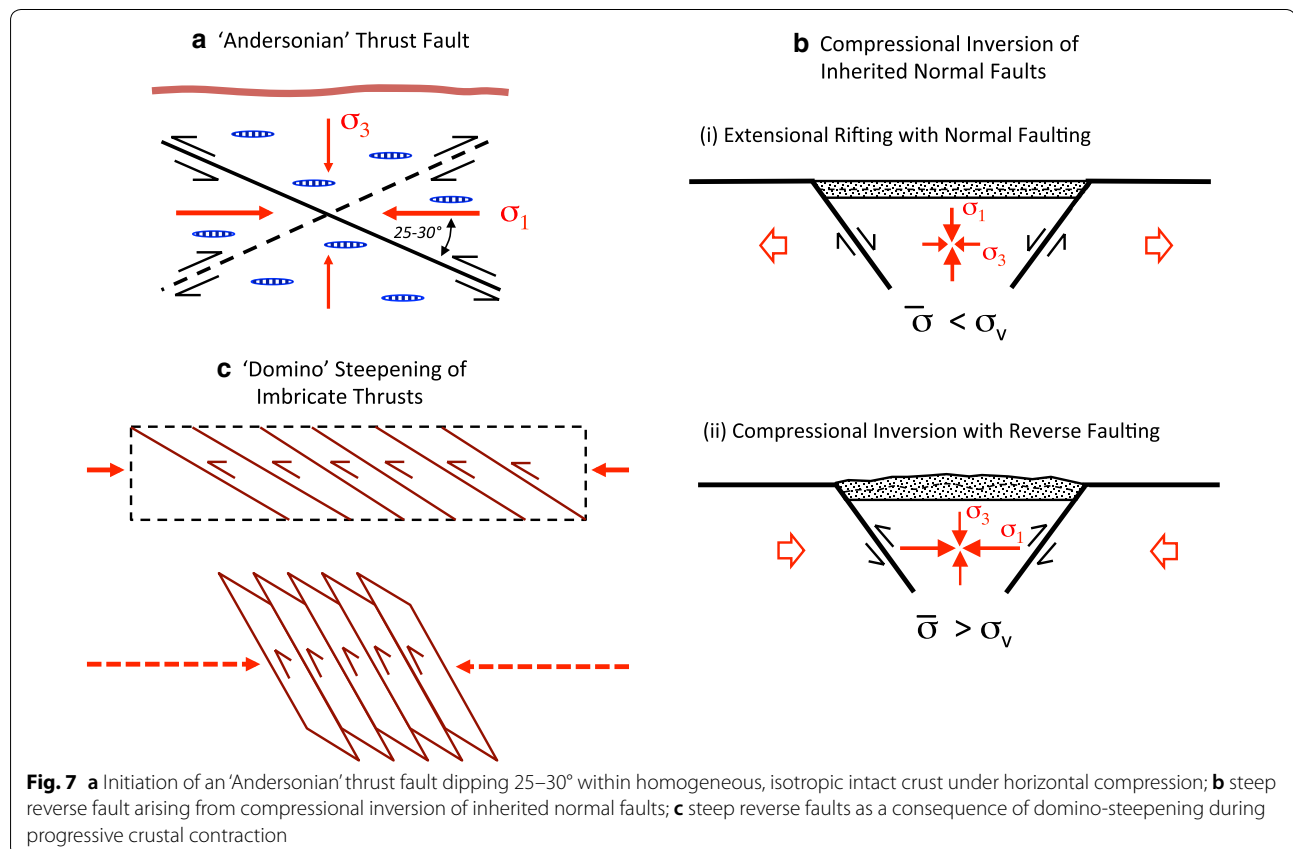 a ‘Andersonian’ Thrust Fault
σ3
σ1
25-30°
b Compressional Inversion of
Inherited Normal Faults
(i) Extensional Rifting with Normal Faulting
σ1
σ3
σ̅ < σv
c ‘Domino’ Steepening of
Imbricate Thrusts
(ii) Compressional Inversion with Reverse Faulting
σ3
σ1
σ̅ > σv
Fig. 7 a Initiation of an ‘Andersonian’ thrust fault dipping 25–30° within homogeneous, isotropic intact crust under horizontal compression; b steep
reverse fault arising from compressional inversion of inherited normal faults; c steep reverse faults as a consequence of domino-steepening during
progressive crustal contraction